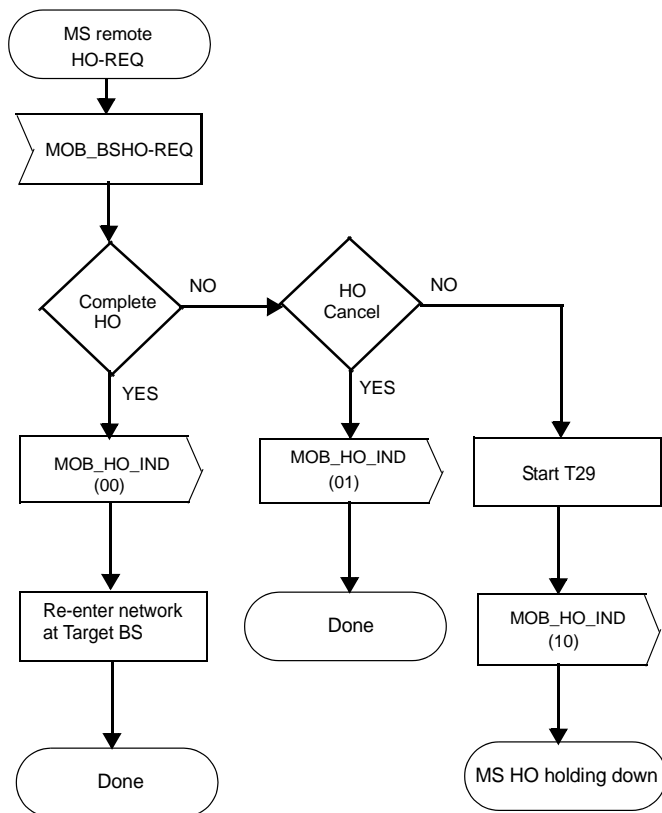 MS remote
HO-REQ
MOB_BSHO-REQ
Complete
HO
NO
HO
Cancel
NO
YES
YES
MOB_HO_IND
(00)
MOB_HO_IND
(01)
Start T29
Re-enter network
at Target BS
Done
MOB_HO_IND
(10)
Done
MS HO holding down